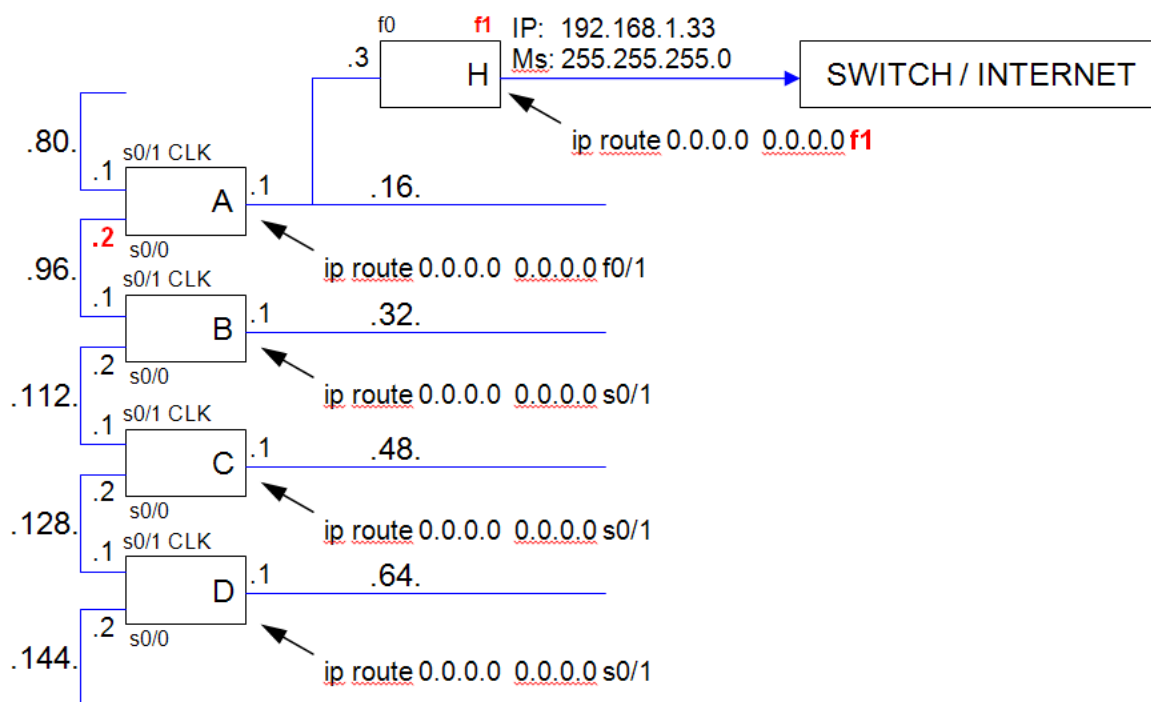 f0
f1
IP: 192.168.1.33
.3
Ms: 255.255.255.0
H
SWITCH / INTERNET
ip route 0.0.0.0 0.0.0.0 f1
.80.
s0/1 CLK
.1
A
.1
.16.
.2
s0/0
ip route 0.0.0.0 0.0.0.0 f0/1
.96.
s0/1 CLK
.1
B
.1
.32.
.2
s0/0
ip route 0.0.0.0 0.0.0.0 s0/1
.112.
s0/1 CLK
.1
C
.1
.48.
.2
s0/0
ip route 0.0.0.0 0.0.0.0 s0/1
.128.
s0/1 CLK
.1
D
.1
.64.
.2
s0/0
ip route 0.0.0.0 0.0.0.0 s0/1
.144.